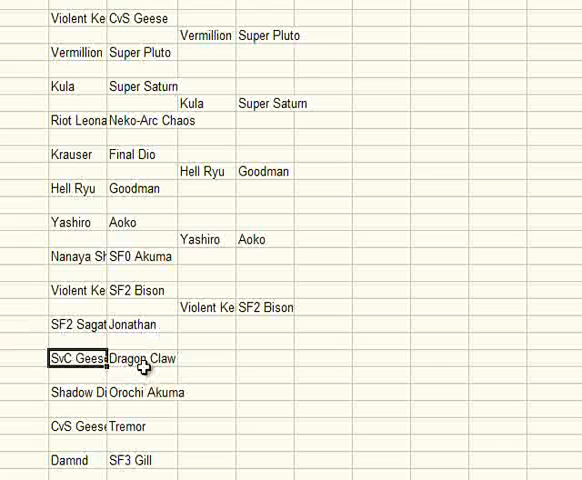 Violent Ke CvS Geese
Vermillion Super Pluto
Vermillion Super Pluto
Kula Super Saturn
Kula Super Saturn
Riot Leona Neko-Arc Chaos
Krauser Final Dio
Hell Ryu Goodman
Hell Ryu Goodman
Yashiro Aoko
Yashiro Aoko
Nanaya Sh SF0 Akuma
Violent Ke SF2 Bison
Violent Ke SF2 Bison
SF2 Sagat Jonathan
SvC Geese Dragon Claw
Shadow Di Orochi Akuma
CvS Geese Tremor
Damnd SF3 Gill